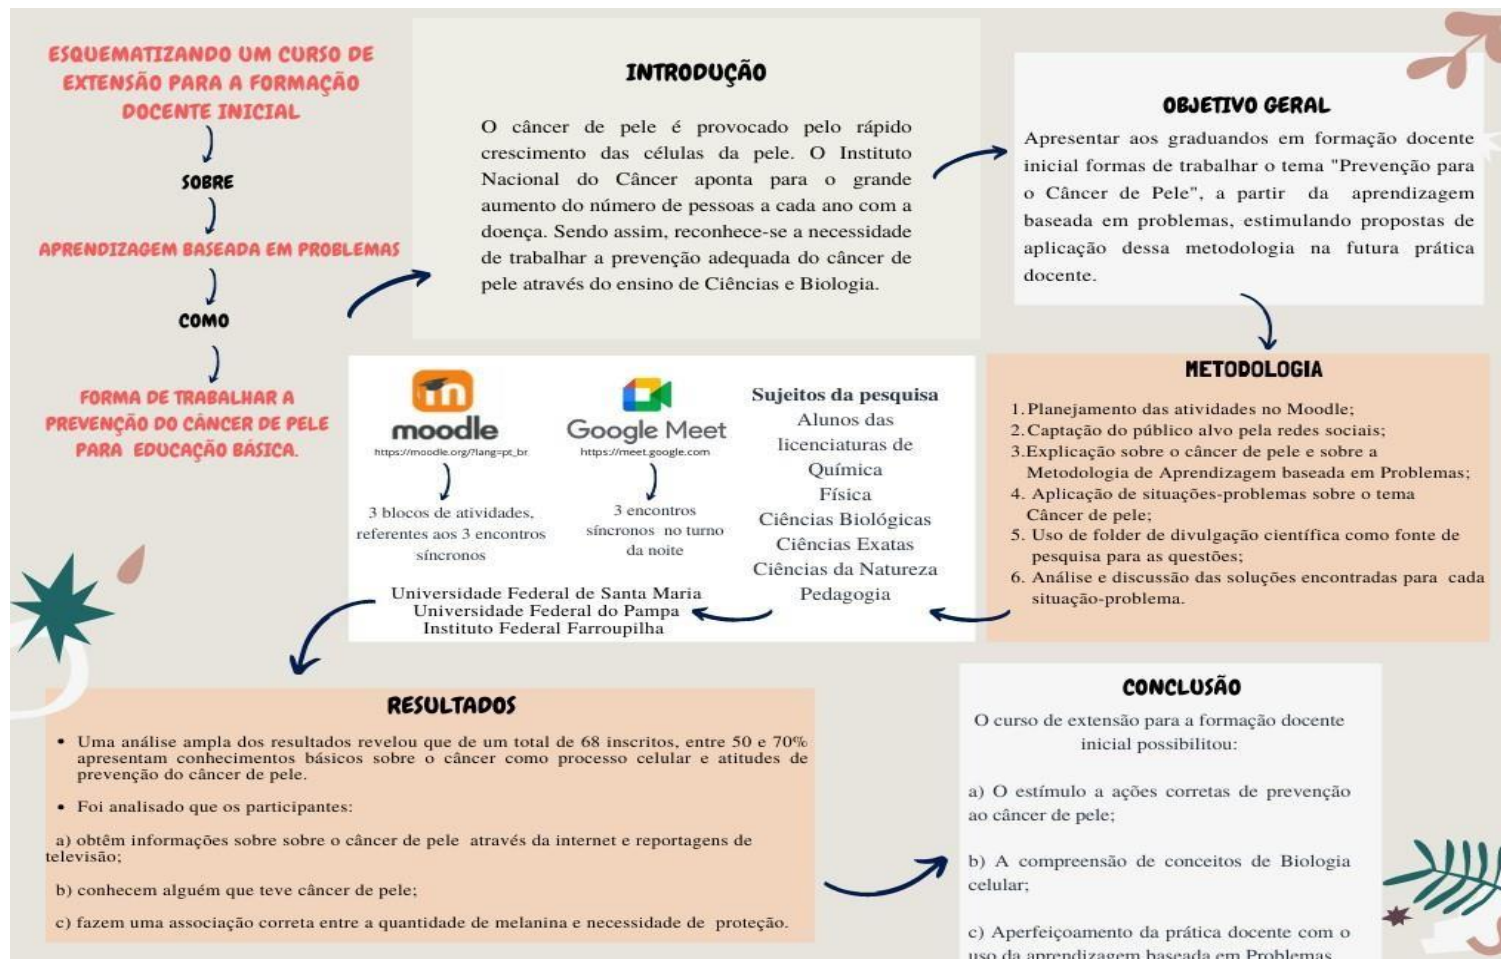 ESQUEMATIZANDO UM CURSO DE
EXTENSÃO PARA A FORMAÇÃO
DOCENTE INICIAL
SOBRE
APRENDIZAGEM BASEADA EM PROBLEMAS
COMO
FORMA DE TRABALHAR A
PREVENÇÃO DO CÂNCER DE PELE
PARA EDUCAÇÃO BÁSICA.
INTRODUÇÃO
O câncer de pele é provocado pelo rápido
crescimento das células da pele. O Instituto
Nacional do Câncer aponta para o grande
aumento do número de pessoas a cada ano com a
doença. Sendo assim, reconhece-se a necessidade
de trabalhar a prevenção adequada do câncer de
pele através do ensino de Ciências e Biologia.
OBJETIVO GERAL
Apresentar aos graduandos em formação docente
inicial formas de trabalhar o tema "Prevenção para
o Câncer de Pele", a partir da aprendizagem
baseada em problemas, estimulando propostas de
aplicação dessa metodologia na futura prática
docente.
METODOLOGIA
1. Planejamento das atividades no Moodle;
2. Captação do público alvo pela redes sociais;
3.Explicação sobre o câncer de pele e sobre a
Metodologia de Aprendizagem baseada em Problemas;
4. Aplicação de situações-problemas sobre o tema
Câncer de pele;
5. Uso de folder de divulgação científica como fonte de
pesquisa para as questões;
6. Análise e discussão das soluções encontradas para cada
situação-problema.
moodle
https://moodle.org/?lang=pt_br
3 blocos de atividades,
referentes aos 3 encontros
síncronos
Google Meet
https://meet.google.com
3 encontros
síncronos no turno
da noite
Sujeitos da pesquisa
Alunos das
licenciaturas de
Química
Física
Ciências Biológicas
Ciências Exatas
Ciências da Natureza
Pedagogia
Universidade Federal de Santa Maria
Universidade Federal do Pampa
Instituto Federal Farroupilha
RESULTADOS
• Uma análise ampla dos resultados revelou que de um total de 68 inscritos, entre 50 e 70%
apresentam conhecimentos básicos sobre o câncer como processo celular e atitudes de
prevenção do câncer de pele.
• Foi analisado que os participantes:
a) obtêm informações sobre sobre o câncer de pele através da internet e reportagens de
televisão;
b) conhecem alguém que teve câncer de pele;
c) fazem uma associação correta entre a quantidade de melanina e necessidade de proteção.
CONCLUSÃO
O curso de extensão para a formação docente
inicial possibilitou:
a) O estímulo a ações corretas de prevenção
ao câncer de pele;
b) A compreensão de conceitos de Biologia
celular;
c) Aperfeiçoamento da prática docente com o
uso da aprendizagem baseada em Problemas